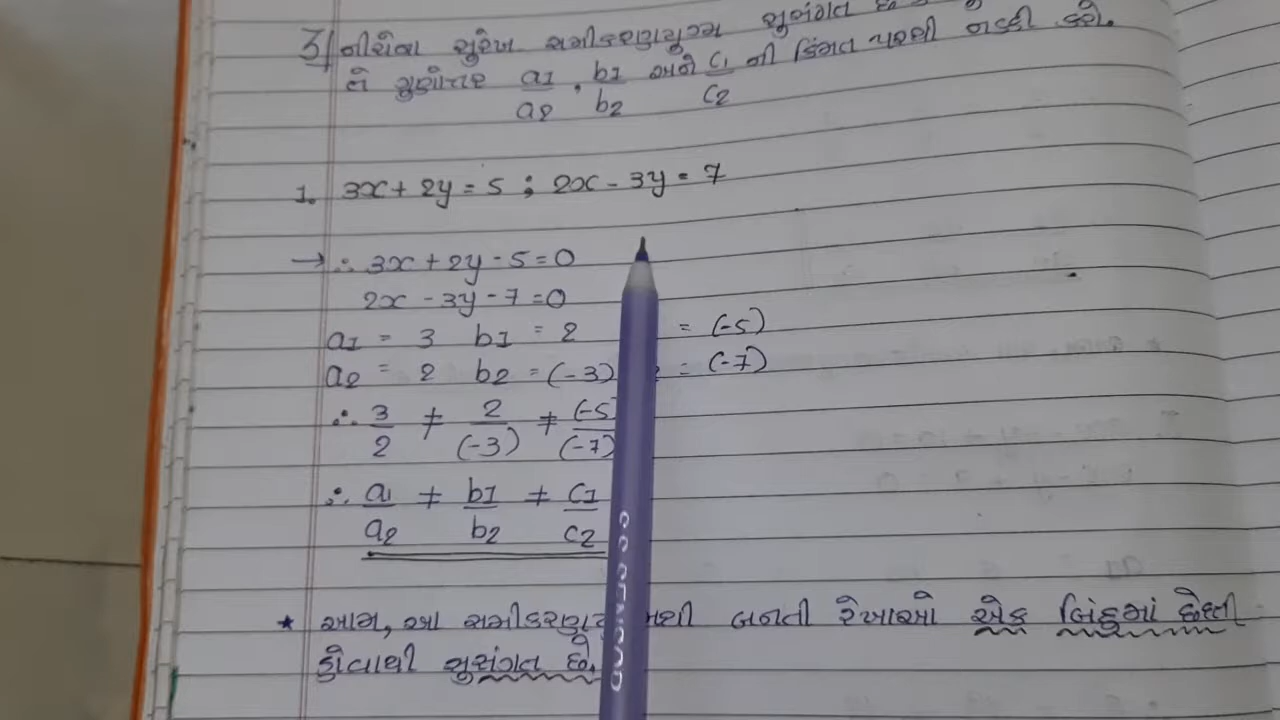 3) નીચેના સુરેખ સમીકરણયુગ્મ સુસંગત છે
તે ગુણોત્તર a1/a2, b1/b2 અને c1/c2 ની કિંમત પરથી નક્કી કરો.
1. 3x + 2y = 5 ; 2x - 3y = 7
→ ∴ 3x + 2y - 5 = 0
2x - 3y - 7 = 0
a1 = 3 b1 = 2 = (-5)
a2 = 2 b2 = (-3) = (-7)
∴ 3/2 ≠ 2/(-3) ≠ (-5)/(-7)
∴ a1/a2 ≠ b1/b2 ≠ c1/c2
* આમ, આ બનતી રેખાઓ એક બિંદુમાં છેદતી
હોવાથી સુસંગત છે.